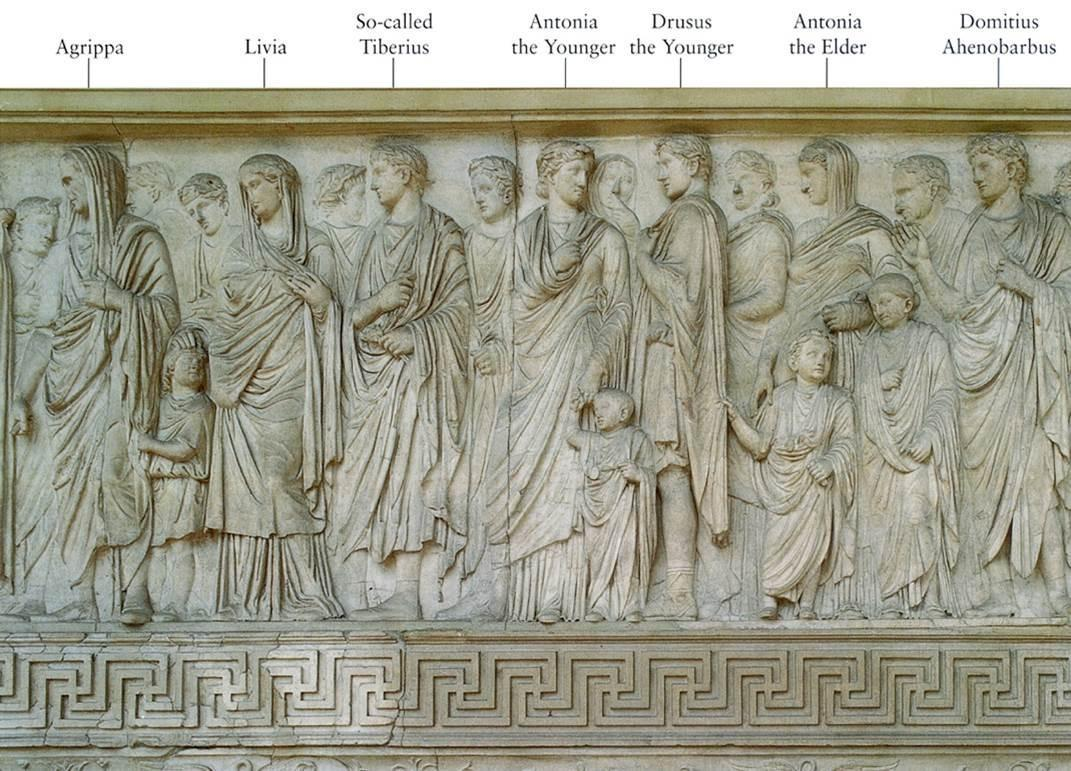 Agrippa
Livia
So-called
Tiberius
Antonia
the Younger
Drusus
the Younger
Antonia
the Elder
Domitius
Ahenobarbus